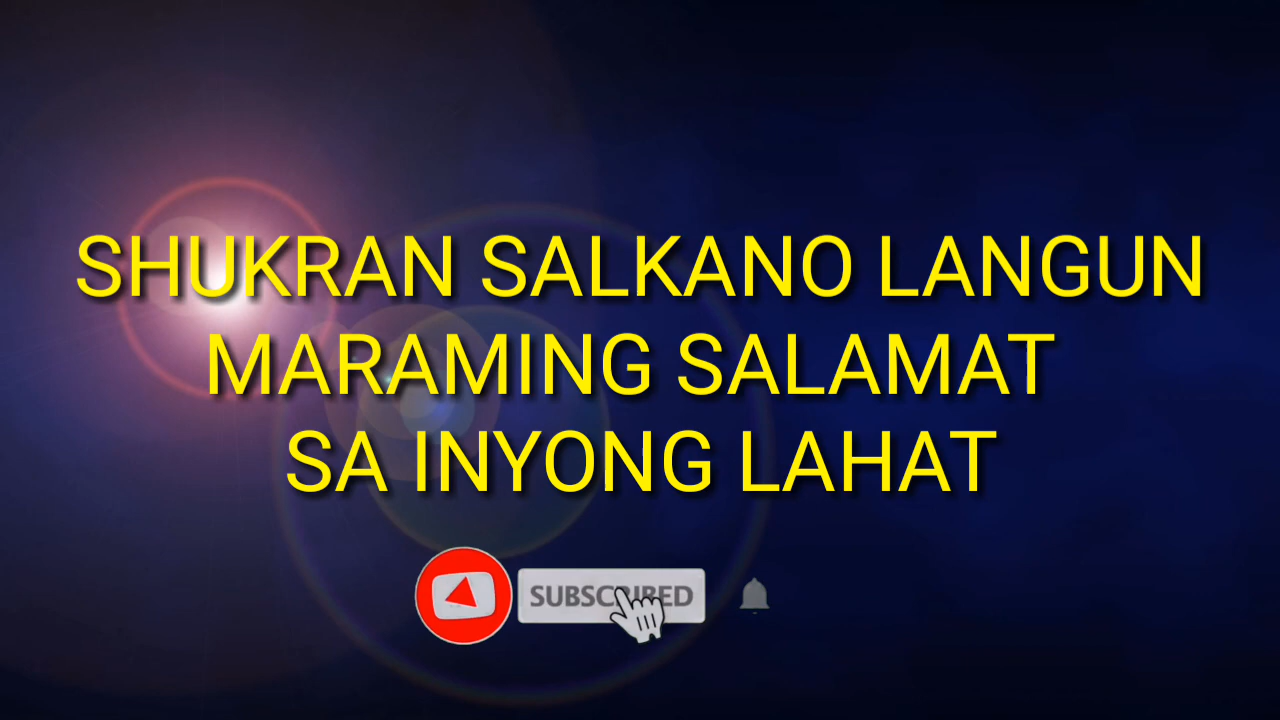 SHUKRAN SALKANO LANGUN
MARAMING SALAMAT
SA INYONG LAHAT
SUBSCRIBED